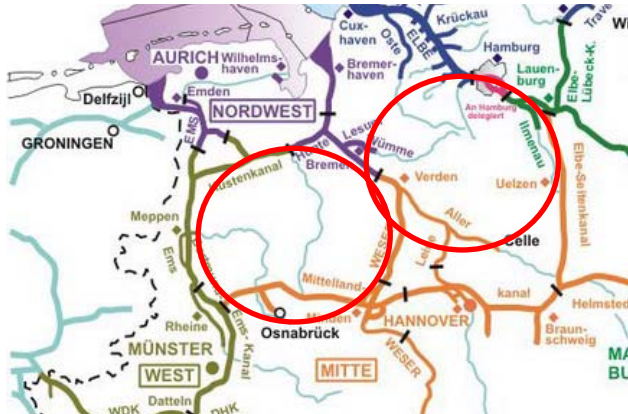 Cux-
haven
Oste
ELBE
Krückau
Trave
Hamburg
AURICH
Wilhelms-
haven
Bremer-
haven
Lauen-
burg
Elbe-
Lübeck-K.
An Hamburg
delegiert
Delfzijl
Emden
NORDWEST
GRONINGEN
EMS
Hunte
Lesum
Wümme
Bremen
Ilmenau
Küstenkanal
Verden
Uelzen
Elbe-Seitenkanal
Meppen
Ems
Aller
Celle
WESER
Leine
Mittelland-
kanal
Helmstedt
Rheine
Ems-Kanal
Osnabrück
Minden
HANNOVER
Braun-
schweig
MÜNSTER
WEST
MITTE
WESER
MA
BU
Datteln
WDK
DHK